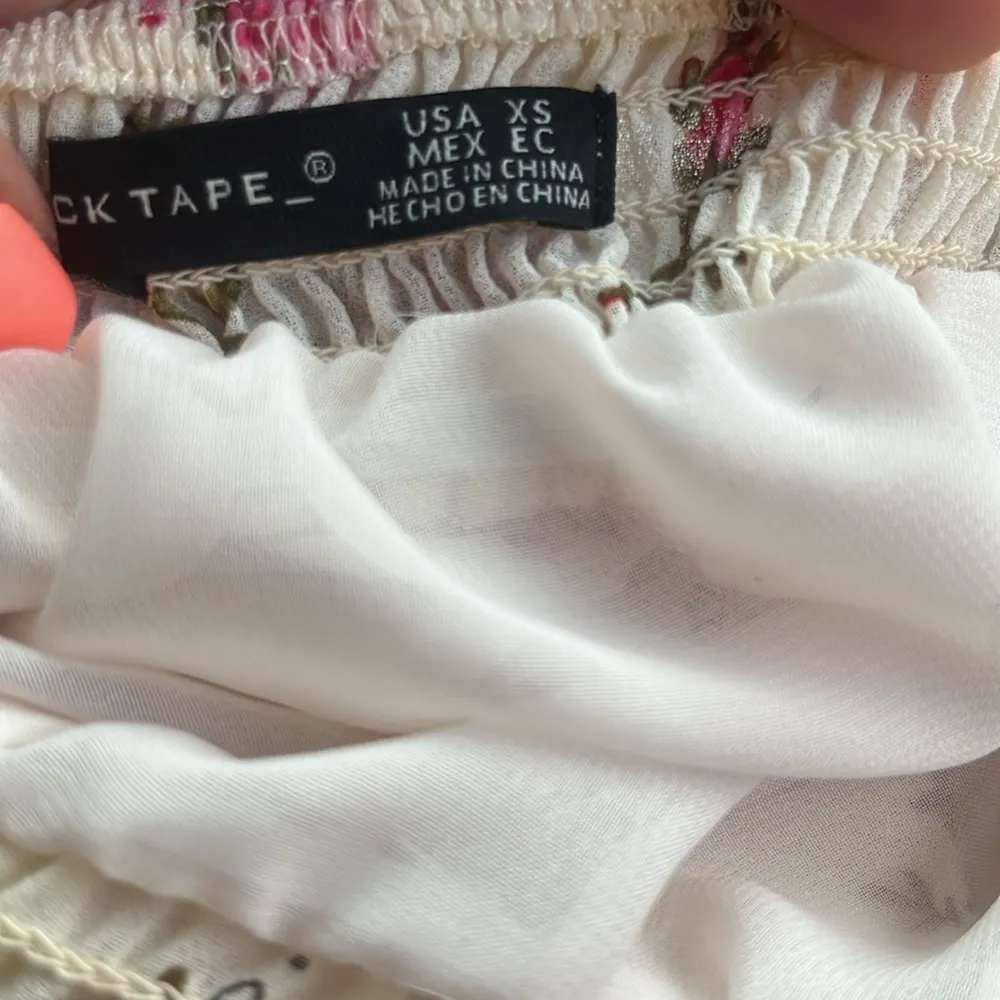 CK TAPE_®
USA XS
MEX EC
MADE IN CHINA
HECHO EN CHINA